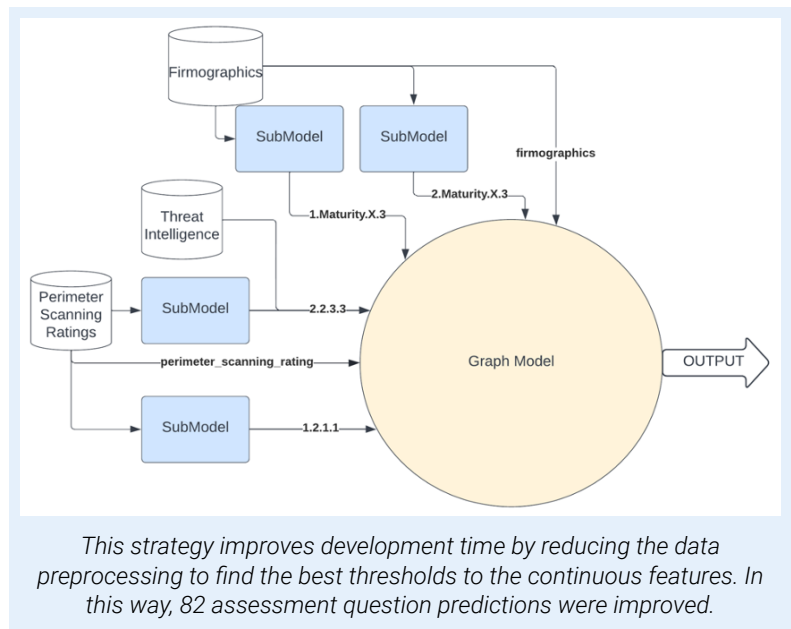 Firmographics
SubModel
SubModel
firmographics
2.Maturity.X.3
1.Maturity.X.3
Threat
Intelligence
Perimeter
Scanning
Ratings
SubModel
2.2.3.3
perimeter_scanning_rating
Graph Model
OUTPUT
SubModel
1.2.1.1
This strategy improves development time by reducing the data
preprocessing to find the best thresholds to the continuous features. In
this way, 82 assessment question predictions were improved.